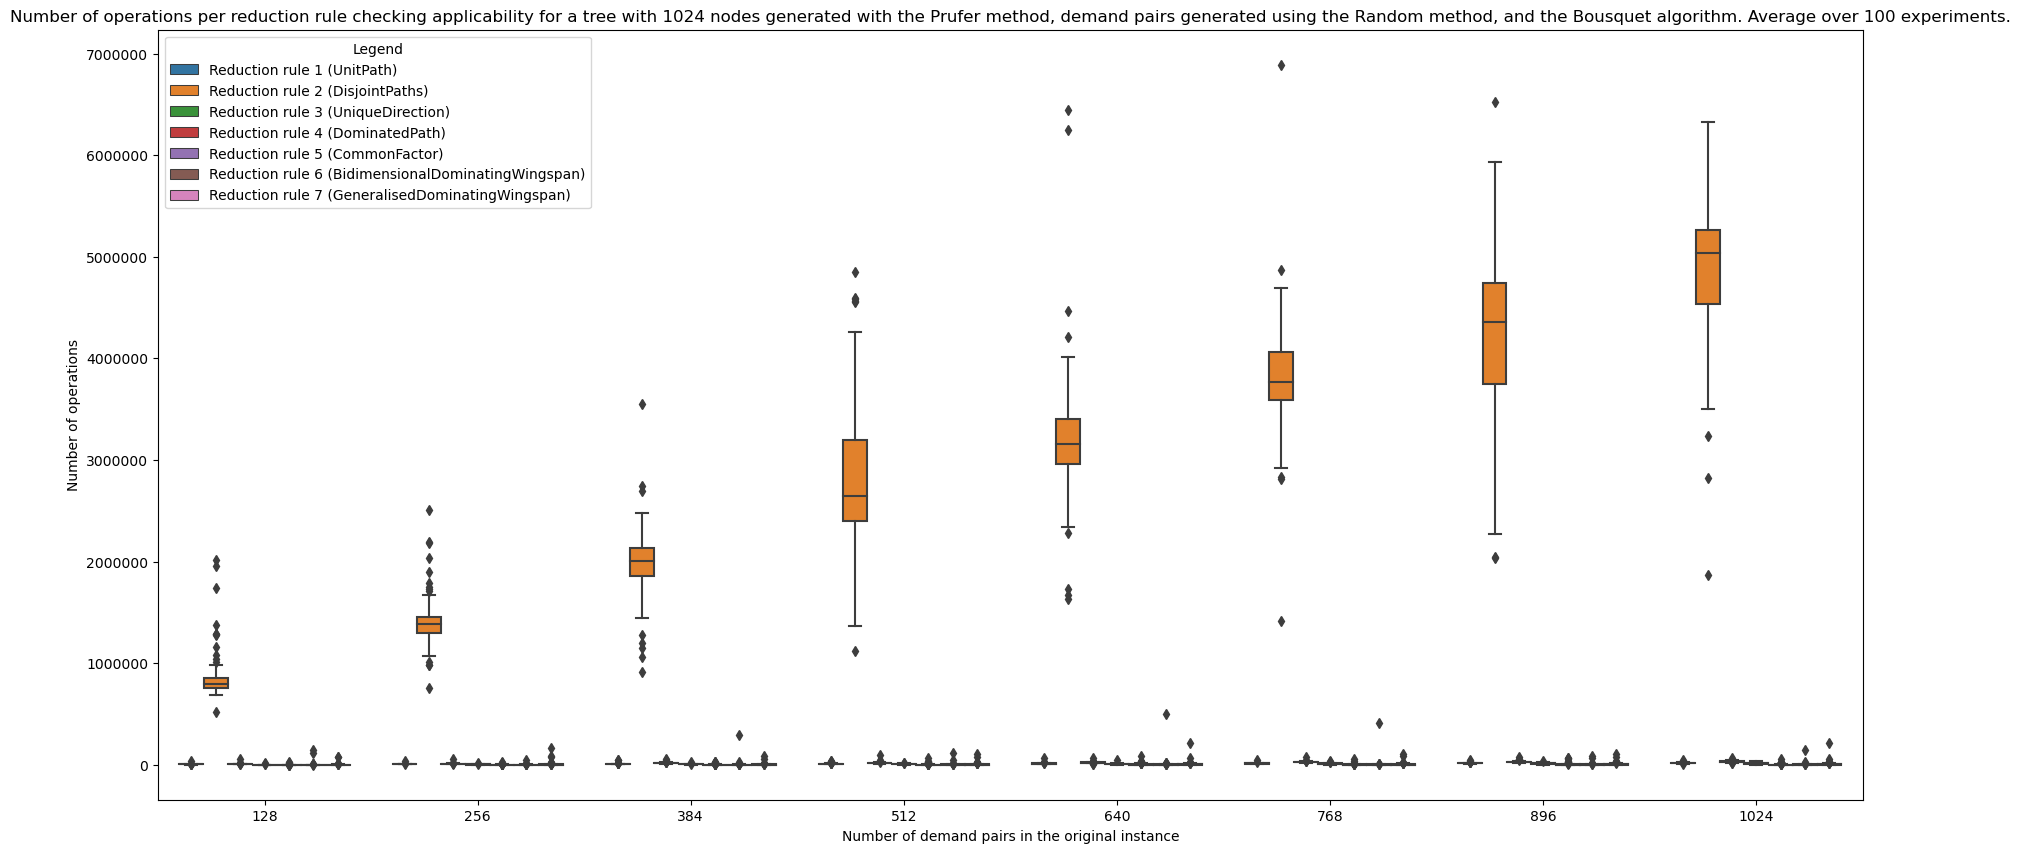 Number of operations per reduction rule checking applicability for a tree with 1024 nodes generated with the Prufer method, demand pairs generated using the Random method, and the Bousquet algorithm. Average over 100 experiments.
Legend
Reduction rule 1 (UnitPath)
Reduction rule 2 (DisjointPaths)
Reduction rule 3 (UniqueDirection)
Reduction rule 4 (DominatedPath)
Reduction rule 5 (CommonFactor)
Reduction rule 6 (BidimensionalDominatingWingspan)
Reduction rule 7 (GeneralisedDominatingWingspan)
Number of operations
7000000
6000000
5000000
4000000
3000000
2000000
1000000
0
128 256 384 512 640 768 896 1024
Number of demand pairs in the original instance